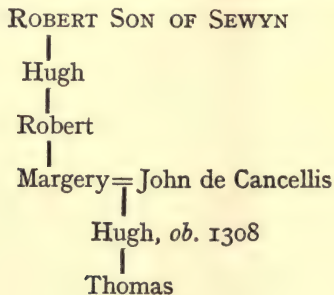 ROBERT SON OF SEWYN
Hugh
Robert
Margery=John de Cancellis
Hugh, ob. 1308
Thomas